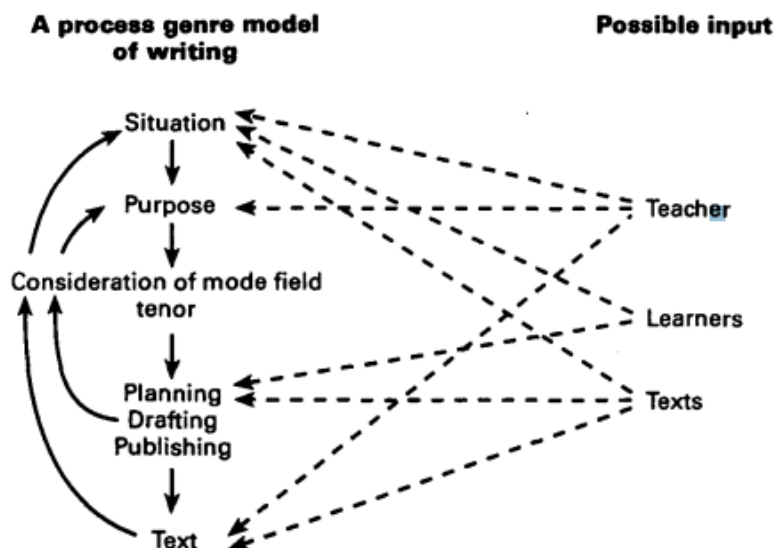 A process genre model
of writing
Possible input
Situation
Purpose
Consideration of mode field
tenor
Planning
Drafting
Publishing
Text
Teacher
Learners
Texts